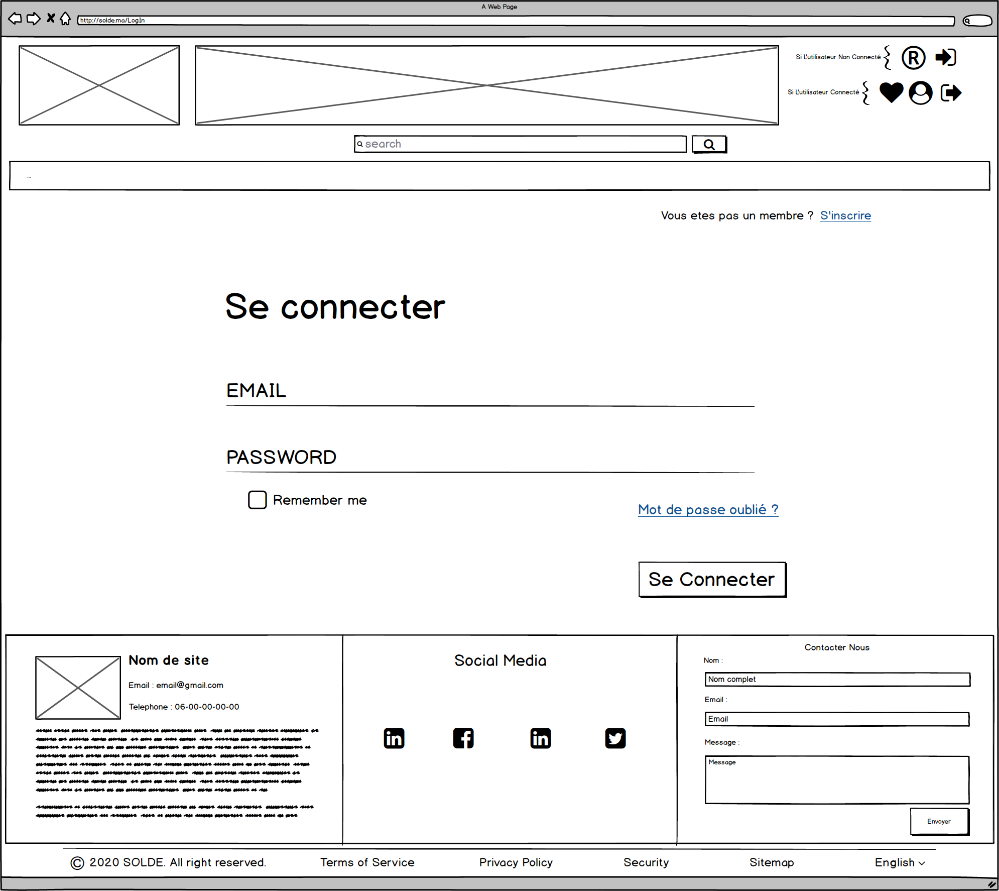 A Web Page
http://solde.ma/LogIn
Si L'utilisateur Non Connecté
R
Si L'utilisateur Connecté
search
...
Vous etes pas un membre ? S'inscrire
Se connecter
EMAIL
PASSWORD
Remember me
Mot de passe oublié ?
Se Connecter
Nom de site
Email : email@gmail.com
Telephone : 06-00-00-00-00
Social Media
in
f
in
Contacter Nous
Nom :
Nom complet
Email :
Email
Message :
Message
Envoyer
© 2020 SOLDE. All right reserved.
Terms of Service
Privacy Policy
Security
Sitemap
English